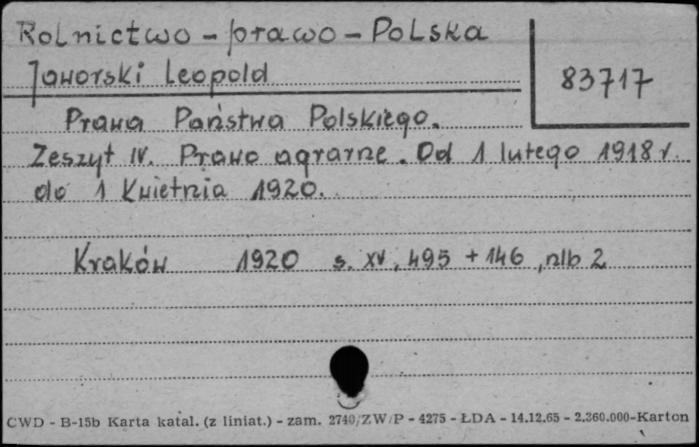 Rolnictwo - prawo - Polska
Jaworski Leopold
83717
Prawa Państwa Polskiego.
Zeszyt IV. Prawo agrarne. Od 1 lutego 1918 r.
do 1 Kwietnia 1920.
Kraków 1920 s. XV, 495 + 146, nlb 2
CWD - B-15b Karta katal. (z liniat.) - zam. 2740/ZW/P - 4275 - ŁDA - 14.12.65 - 2.360.000-Karton